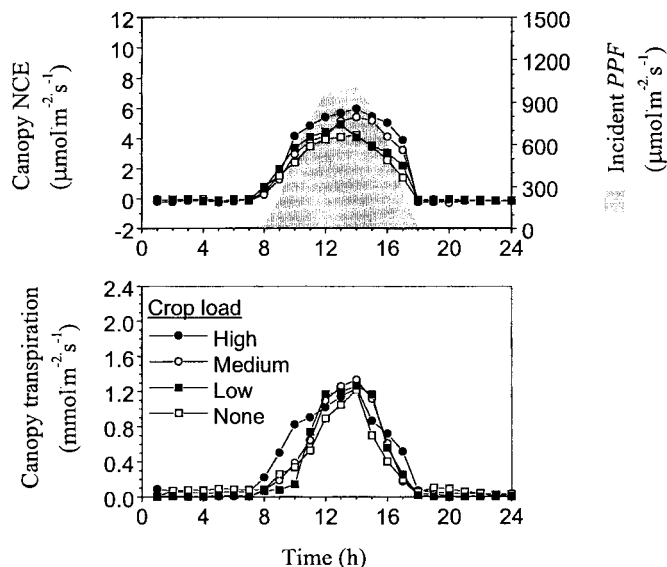 Canopy NCE
(μmol·m⁻²·s⁻¹)
12
10
8
6
4
2
0
-2
0 4 8 12 16 20 24
1500
1200
900
600
300
0
Incident PPF
(μmol·m⁻²·s⁻¹)
Canopy transpiration
(mmol·m⁻²·s⁻¹)
2.4
2.0
1.6
1.2
0.8
0.4
0.0
Crop load
High
Medium
Low
None
0 4 8 12 16 20 24
Time (h)